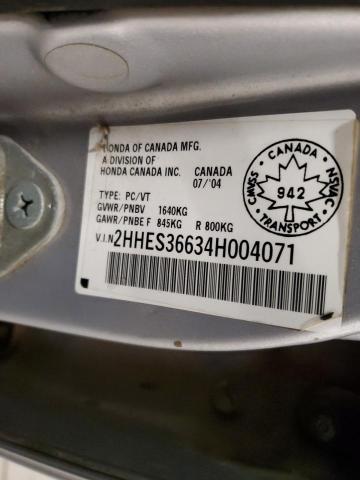 HONDA OF CANADA MFG.
A DIVISION OF
HONDA CANADA INC. CANADA
07/'04
TYPE: PC/VT
GVWR/PNBV 1640KG
GAWR/PNBE F 845KG R 800KG
V.I.N 2HHES36634H004071
CANADA
CMVSS
942
NSVAC
TRANSPORT